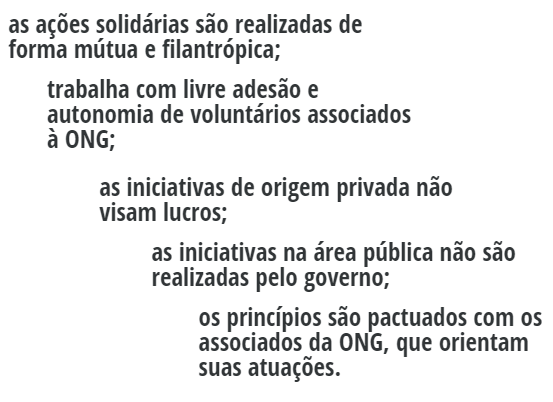 as ações solidárias são realizadas de
forma mútua e filantrópica;
trabalha com livre adesão e
autonomia de voluntários associados
à ONG;
as iniciativas de origem privada não
visam lucros;
as iniciativas na área pública não são
realizadas pelo governo;
os princípios são pactuados com os
associados da ONG, que orientam
suas atuações.